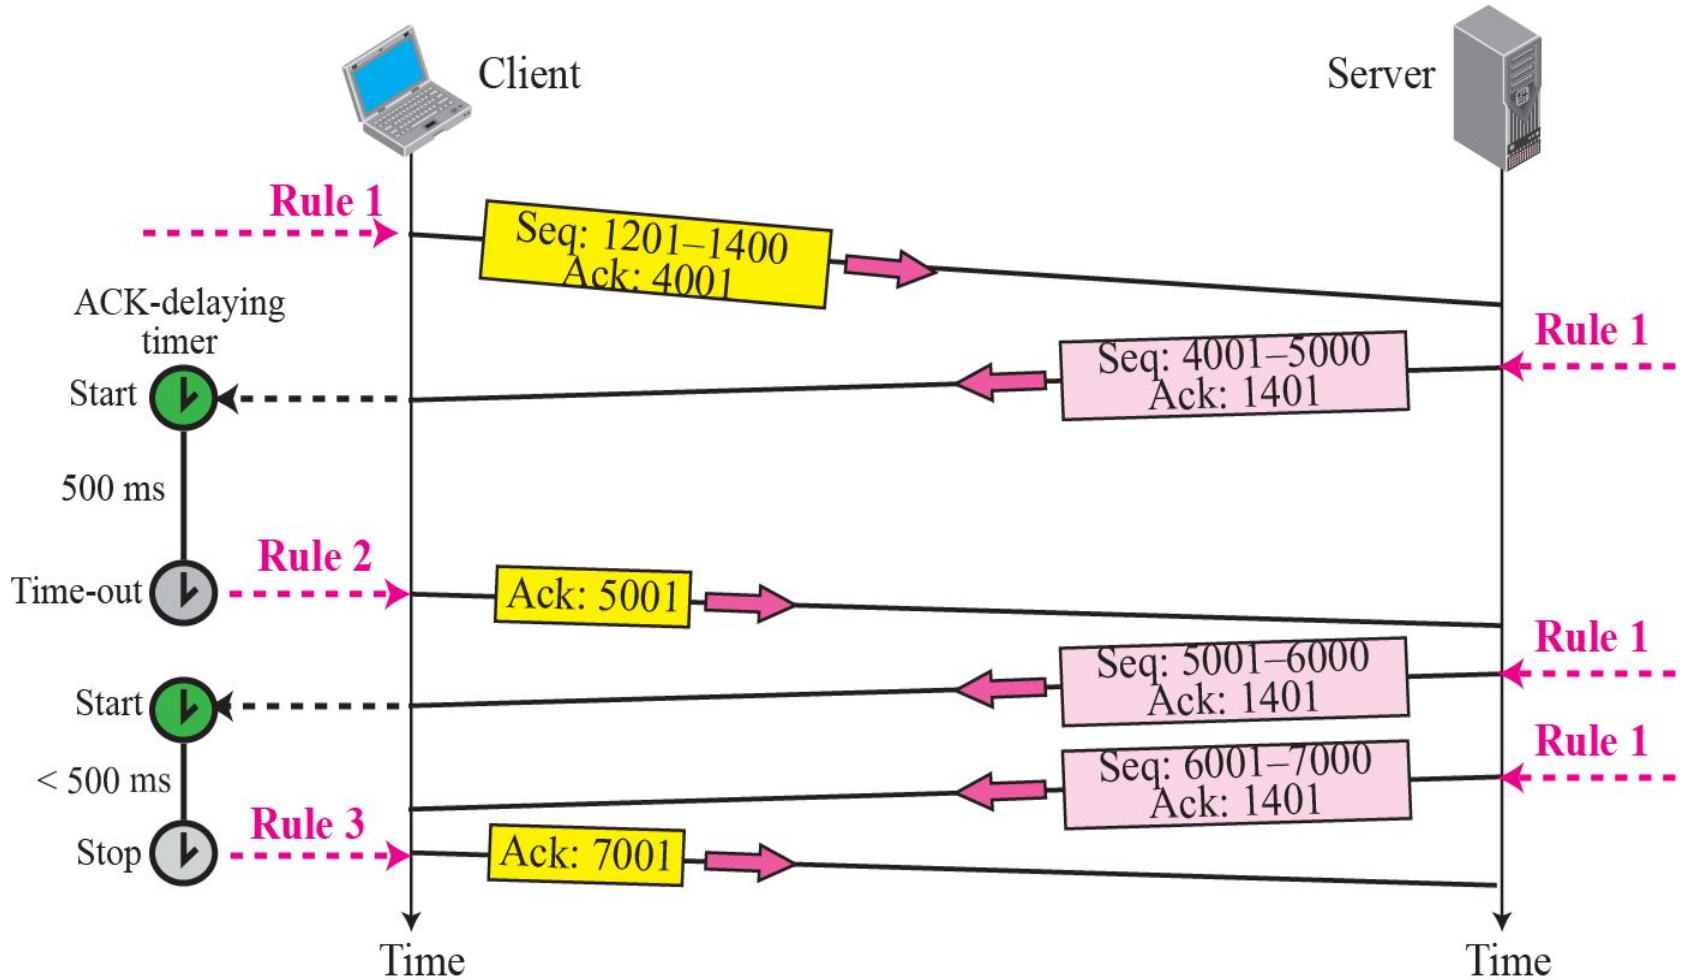 Client
Server
Rule 1
Seq: 1201–1400
Ack: 4001
ACK-delaying
timer
Rule 1
Seq: 4001–5000
Ack: 1401
Start
500 ms
Rule 2
Time-out
Ack: 5001
Rule 1
Seq: 5001–6000
Ack: 1401
Start
Rule 1
Seq: 6001–7000
Ack: 1401
< 500 ms
Rule 3
Stop
Ack: 7001
Time
Time